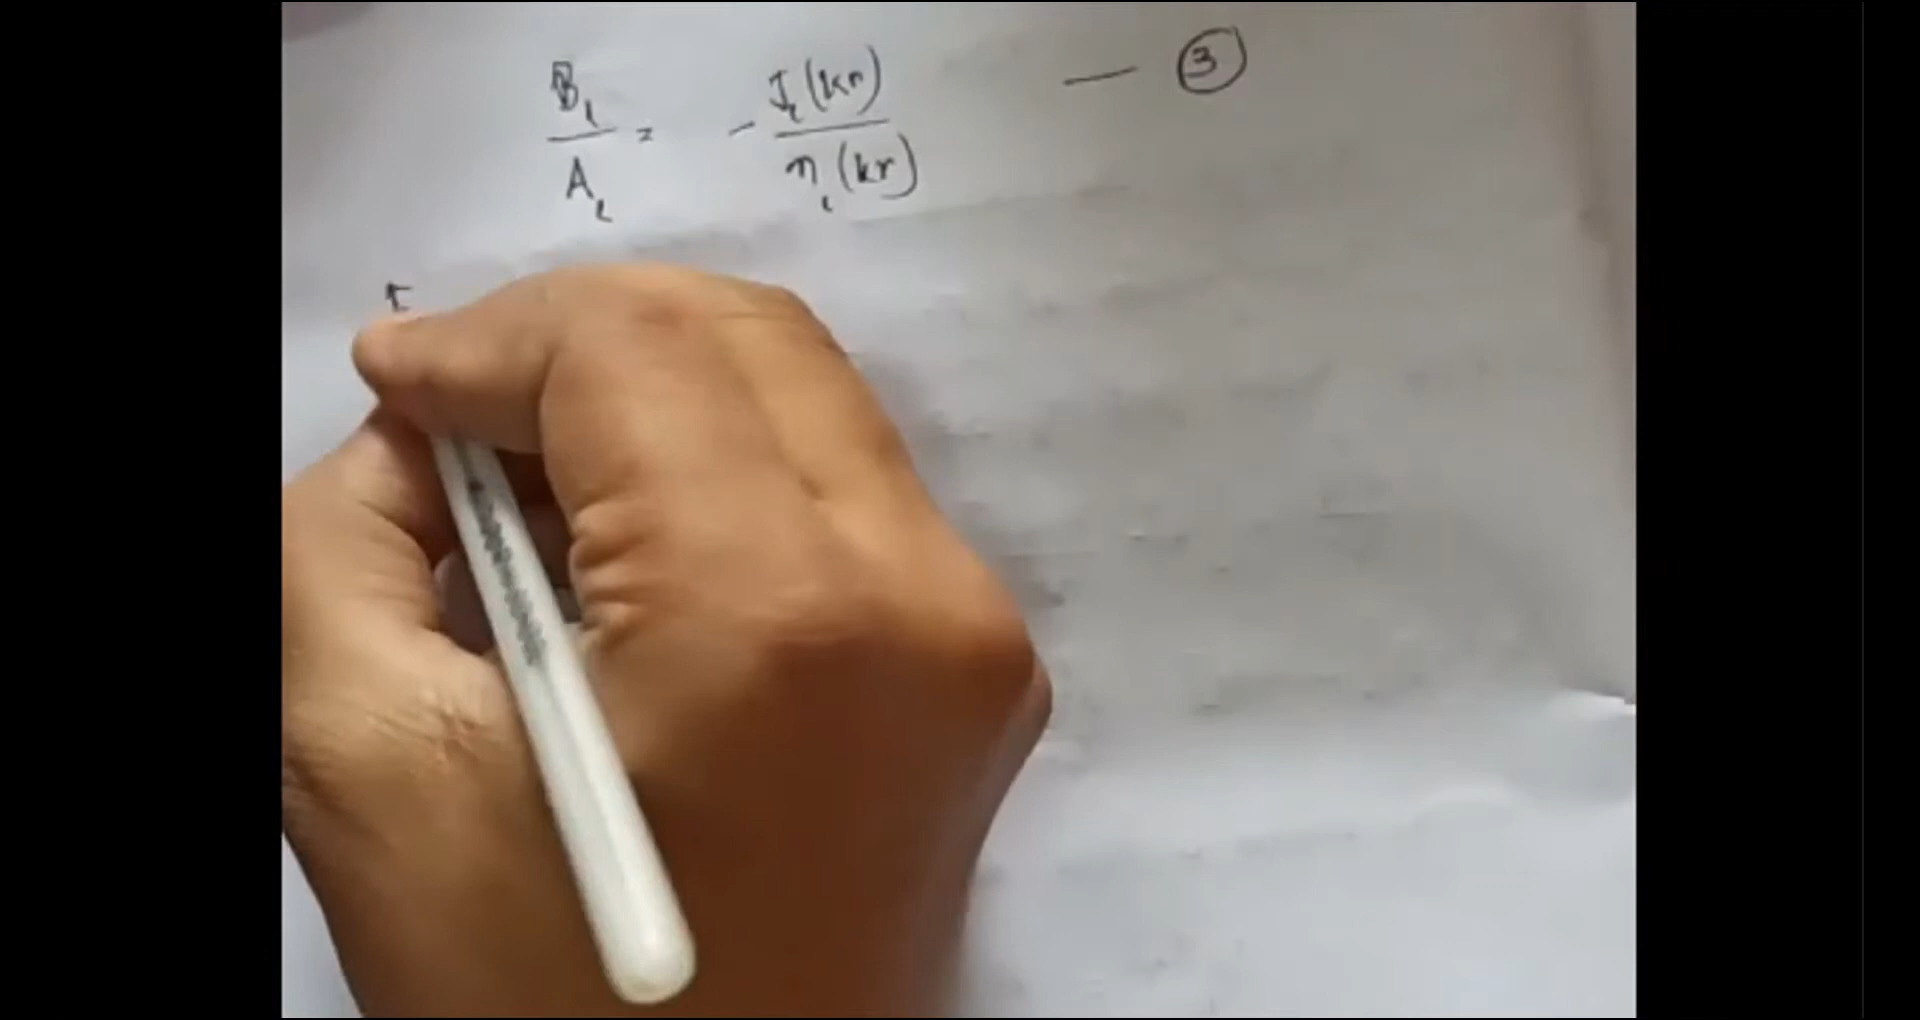 B_l / A_l = - J_l(kr) / n_l(kr) — ③